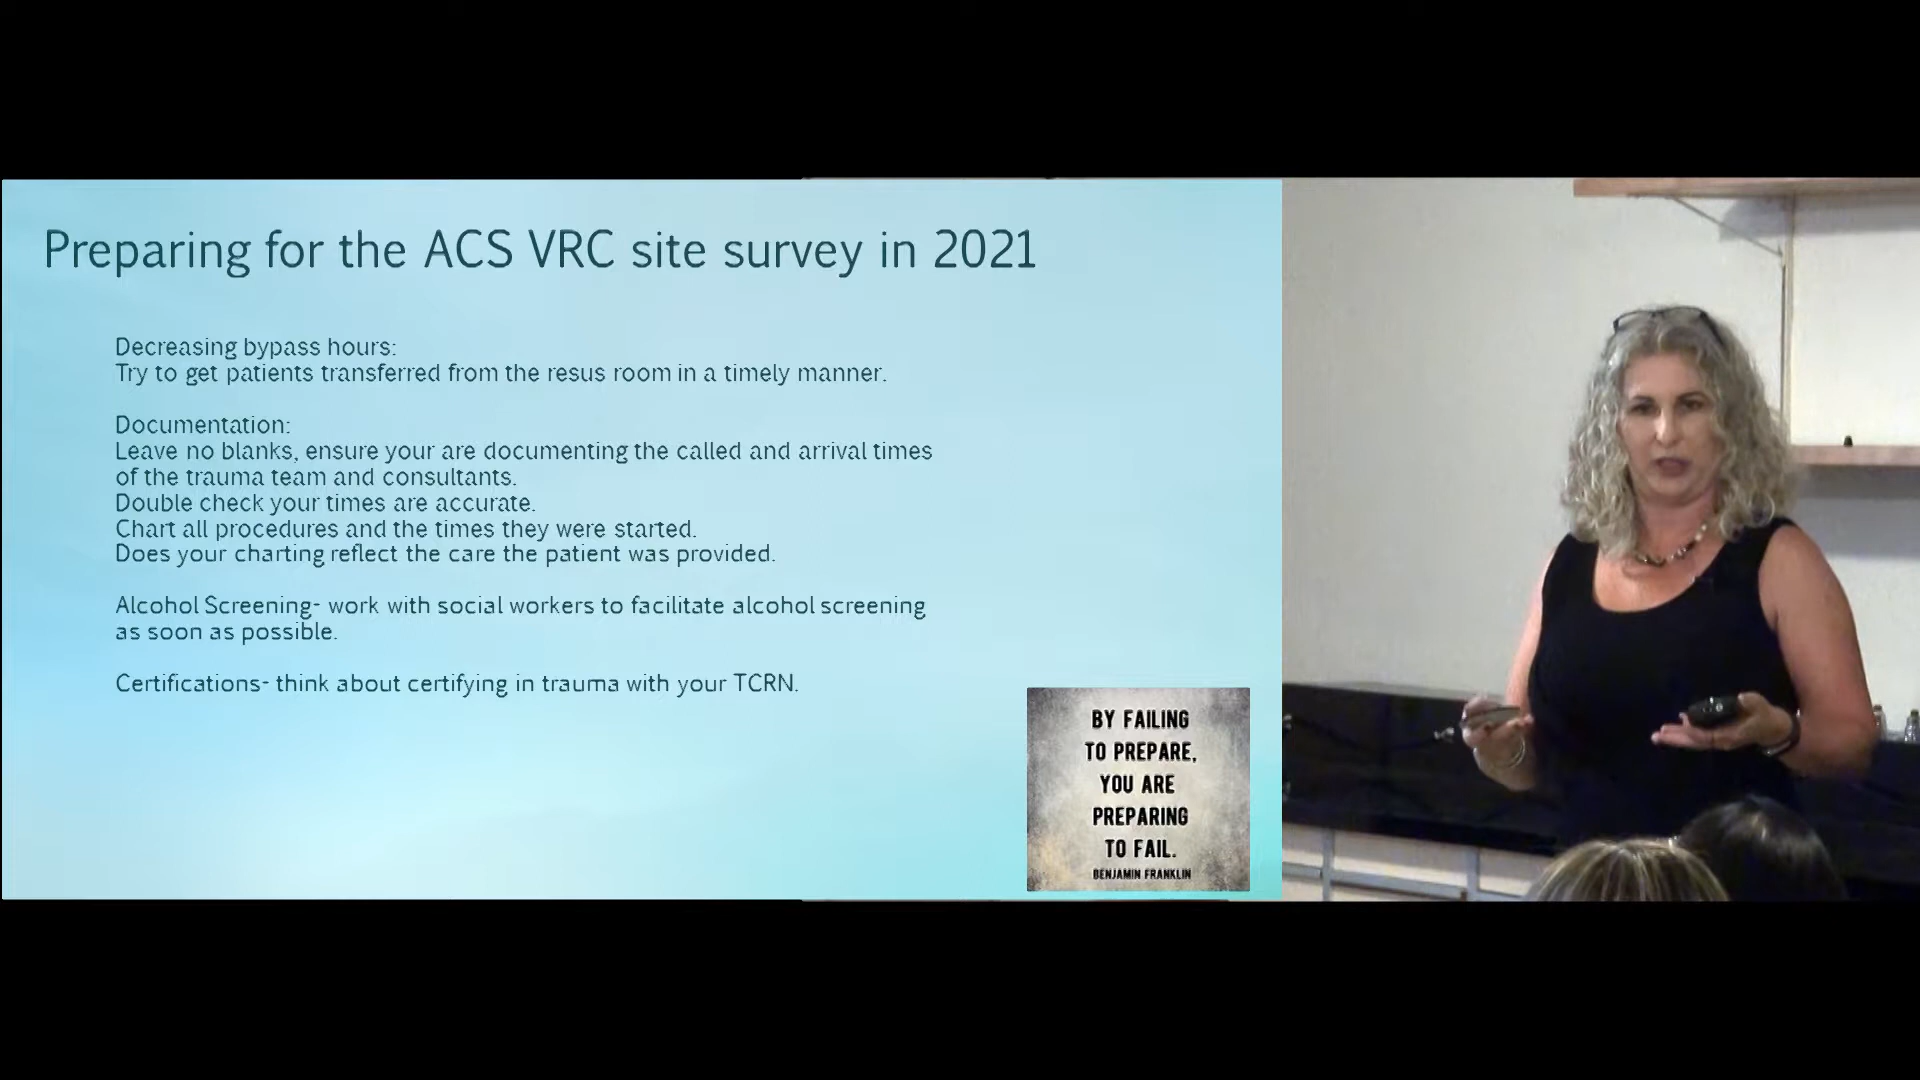 Preparing for the ACS VRC site survey in 2021
Decreasing bypass hours:
Try to get patients transferred from the resus room in a timely manner.
Documentation:
Leave no blanks, ensure your are documenting the called and arrival times
of the trauma team and consultants.
Double check your times are accurate.
Chart all procedures and the times they were started.
Does your charting reflect the care the patient was provided.
Alcohol Screening- work with social workers to facilitate alcohol screening
as soon as possible.
Certifications- think about certifying in trauma with your TCRN.
BY FAILING
TO PREPARE,
YOU ARE
PREPARING
TO FAIL.
BENJAMIN FRANKLIN